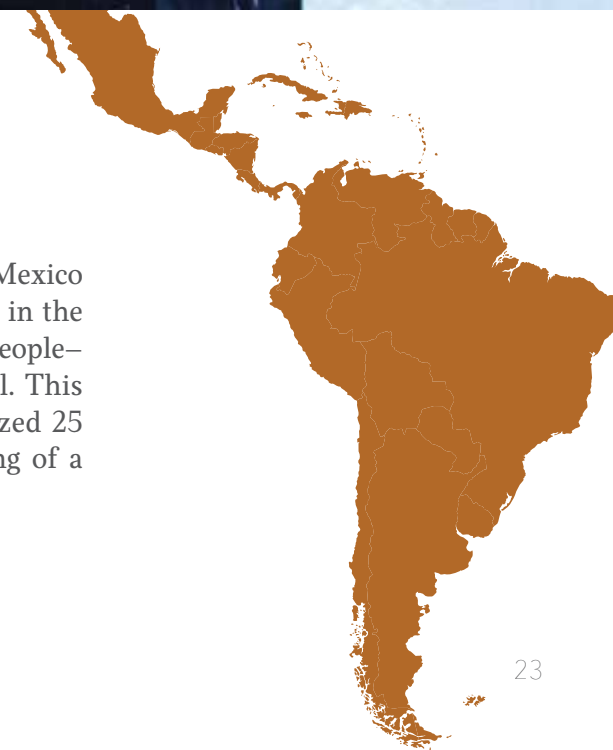 Mexico
in the
eople–
l. This
zed 25
ng of a
23